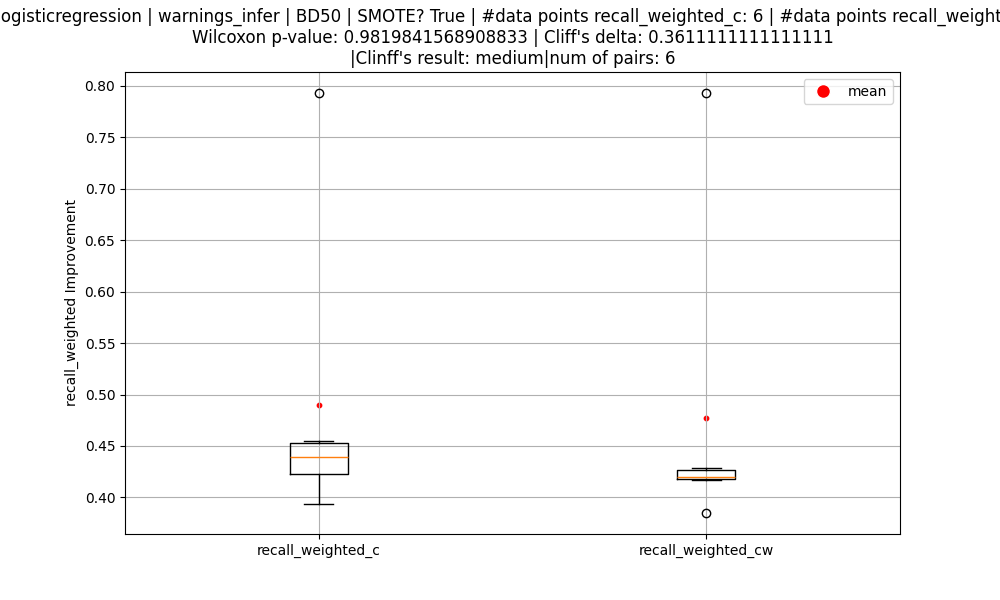 ogisticregression | warnings_infer | BD50 | SMOTE? True | #data points recall_weighted_c: 6 | #data points recall_weight
Wilcoxon p-value: 0.9819841568908833 | Cliff's delta: 0.3611111111111111
|Clinff's result: medium|num of pairs: 6
mean
0.80
0.75
0.70
0.65
0.60
0.55
0.50
0.45
0.40
recall_weighted Improvement
recall_weighted_c
recall_weighted_cw